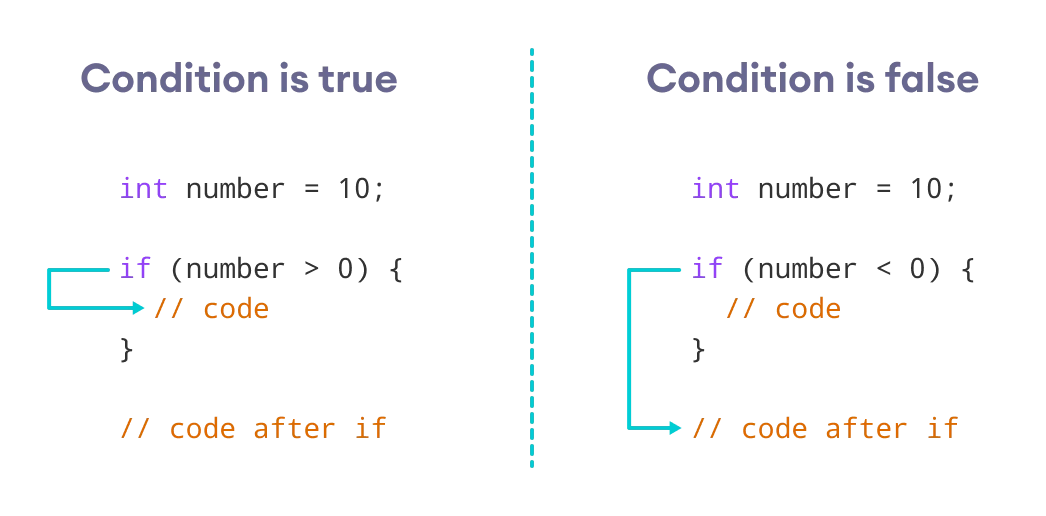 Condition is true
int number = 10;
if (number > 0) {
// code
}
// code after if
Condition is false
int number = 10;
if (number < 0) {
// code
}
// code after if